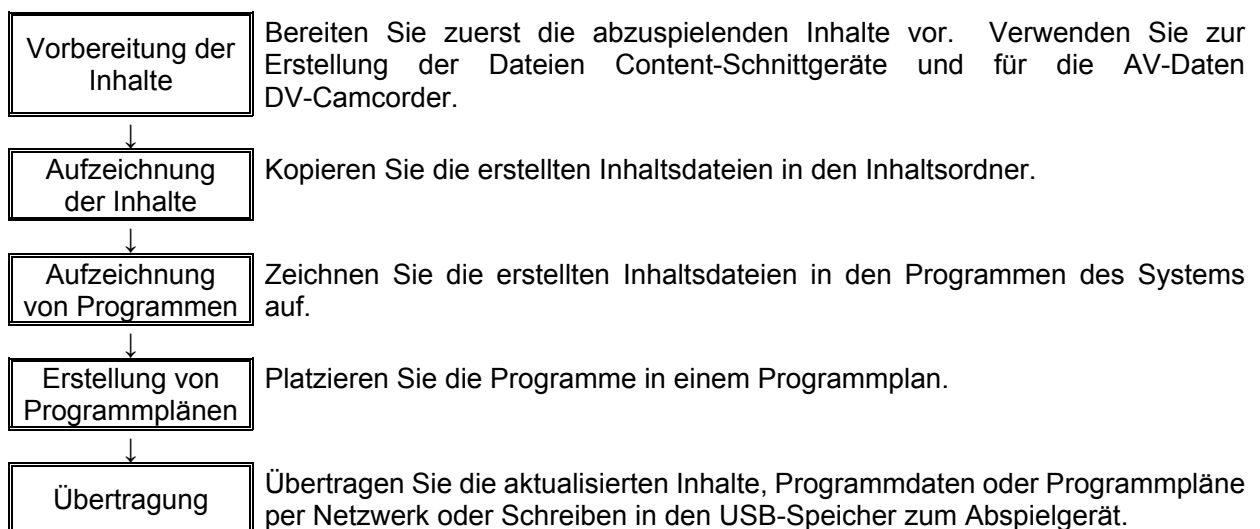 Vorbereitung der
Inhalte
Bereiten Sie zuerst die abzuspielenden Inhalte vor. Verwenden Sie zur
Erstellung der Dateien Content-Schnittgeräte und für die AV-Daten
DV-Camcorder.
↓
Aufzeichnung
der Inhalte
Kopieren Sie die erstellten Inhaltsdateien in den Inhaltsordner.
↓
Aufzeichnung
von Programmen
Zeichnen Sie die erstellten Inhaltsdateien in den Programmen des Systems
auf.
↓
Erstellung von
Programmplänen
Platzieren Sie die Programme in einem Programmplan.
↓
Übertragung
Übertragen Sie die aktualisierten Inhalte, Programmdaten oder Programmpläne
per Netzwerk oder Schreiben in den USB-Speicher zum Abspielgerät.